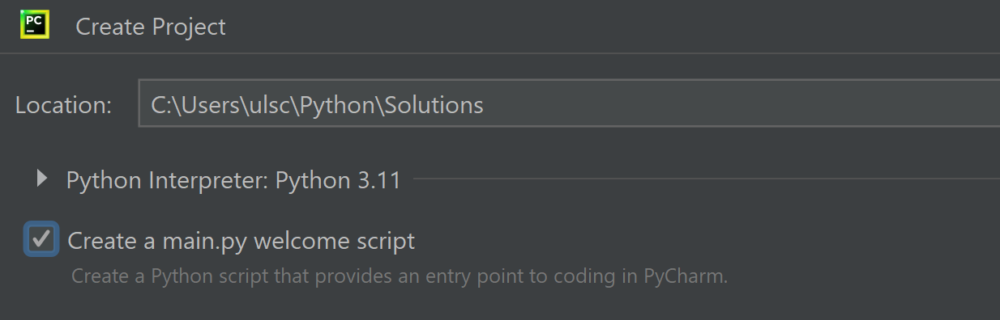 PC
Create Project
Location: C:\Users\ulsc\Python\Solutions
Python Interpreter: Python 3.11
Create a main.py welcome script
Create a Python script that provides an entry point to coding in PyCharm.